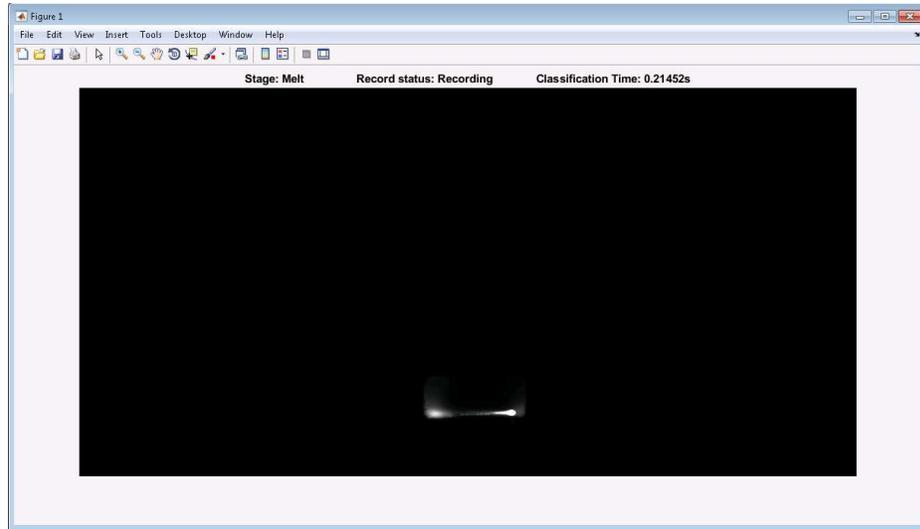 Figure 1
File Edit View Insert Tools Desktop Window Help
Stage: Melt Record status: Recording Classification Time: 0.21452s